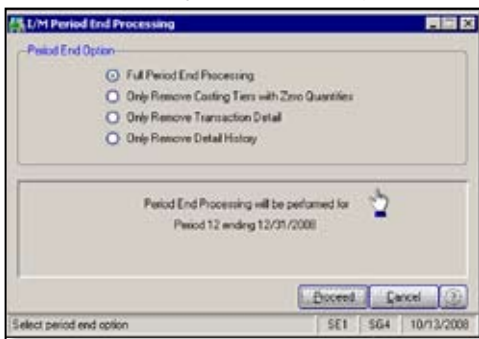 I/M Period End Processing
Period End Option
Full Period End Processing
Only Remove Costing Tiers with Zero Quantities
Only Remove Transaction Detail
Only Remove Detail History
Period End Processing will be performed for
Period 12 ending 12/31/2008
Proceed Cancel ?
Select period end option SE1 SG4 10/13/2008